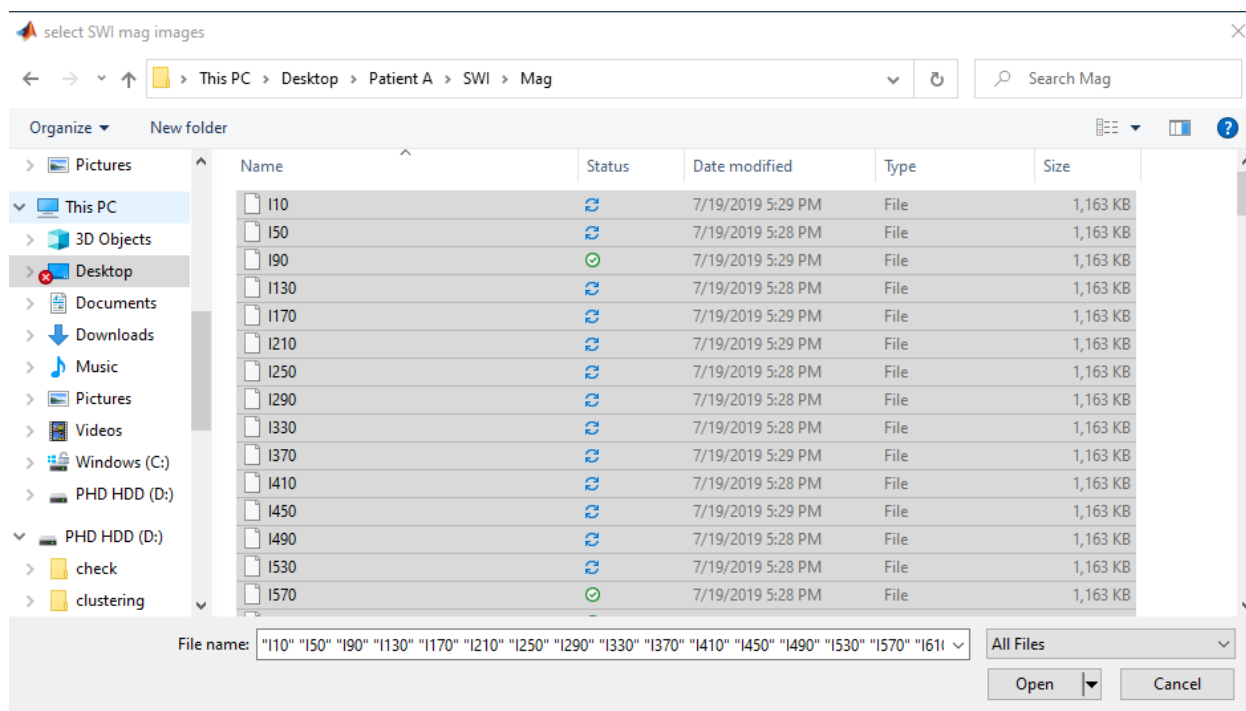 select SWI mag images
This PC > Desktop > Patient A > SWI > Mag
Search Mag
Organize
New folder
Pictures
This PC
3D Objects
Desktop
Documents
Downloads
Music
Pictures
Videos
Windows (C:)
PHD HDD (D:)
PHD HDD (D:)
check
clustering
Name Status Date modified Type Size
I10 7/19/2019 5:29 PM File 1,163 KB
I50 7/19/2019 5:28 PM File 1,163 KB
I90 7/19/2019 5:29 PM File 1,163 KB
I130 7/19/2019 5:28 PM File 1,163 KB
I170 7/19/2019 5:29 PM File 1,163 KB
I210 7/19/2019 5:29 PM File 1,163 KB
I250 7/19/2019 5:28 PM File 1,163 KB
I290 7/19/2019 5:28 PM File 1,163 KB
I330 7/19/2019 5:28 PM File 1,163 KB
I370 7/19/2019 5:29 PM File 1,163 KB
I410 7/19/2019 5:28 PM File 1,163 KB
I450 7/19/2019 5:29 PM File 1,163 KB
I490 7/19/2019 5:28 PM File 1,163 KB
I530 7/19/2019 5:28 PM File 1,163 KB
I570 7/19/2019 5:28 PM File 1,163 KB
File name: "I10" "I50" "I90" "I130" "I170" "I210" "I250" "I290" "I330" "I370" "I410" "I450" "I490" "I530" "I570" "I61
All Files
Open
Cancel